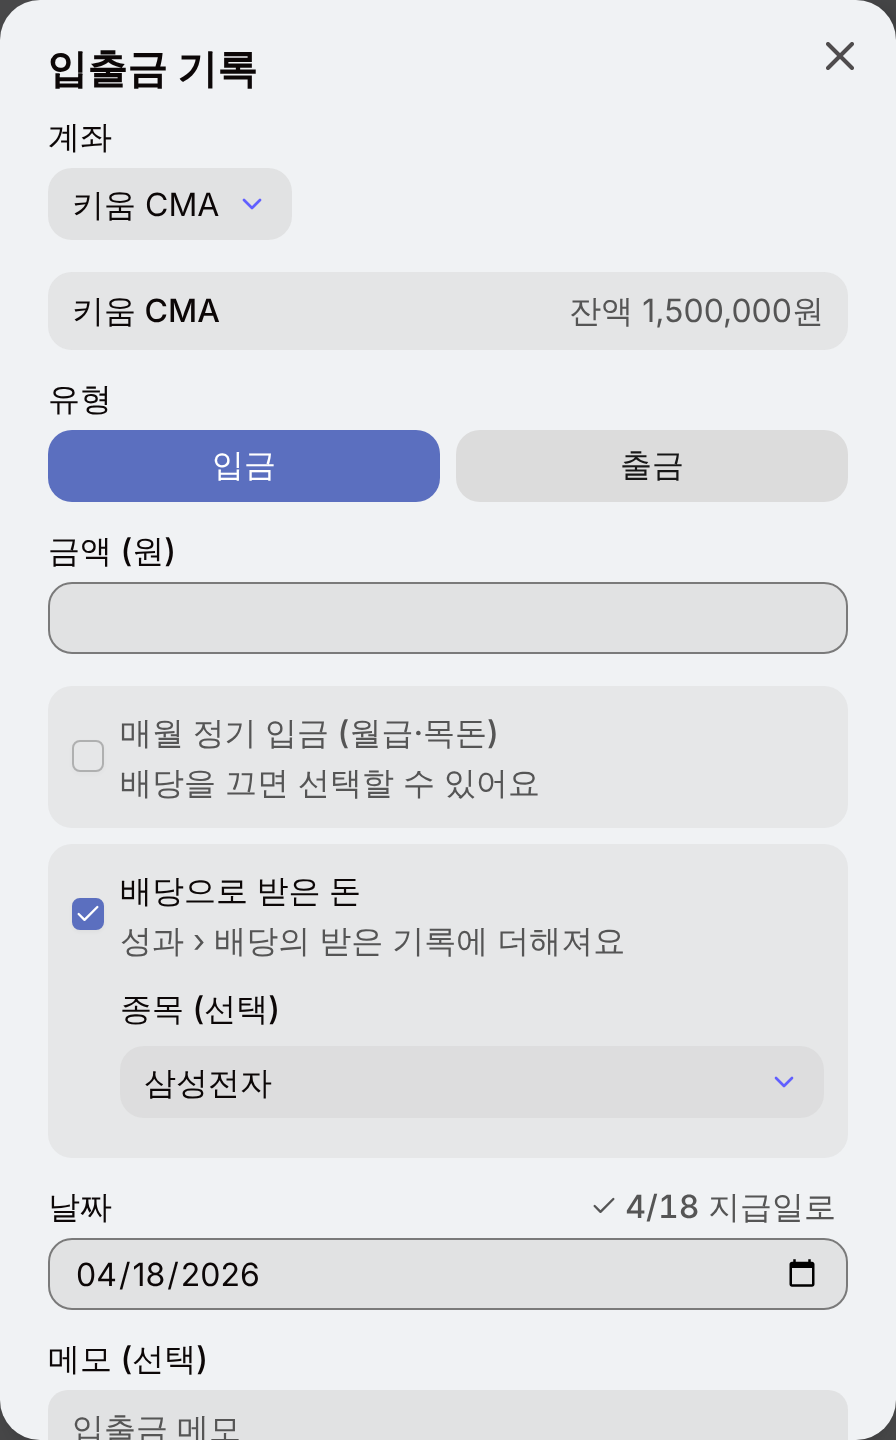 입출금 기록
계좌
키움 CMA
키움 CMA 잔액 1,500,000원
유형
입금 출금
금액 (원)
매월 정기 입금 (월급·목돈)
배당을 끄면 선택할 수 있어요
배당으로 받은 돈
성과 › 배당의 받은 기록에 더해져요
종목 (선택)
삼성전자
날짜 ✓ 4/18 지급일로
04/18/2026
메모 (선택)
입출금 메모